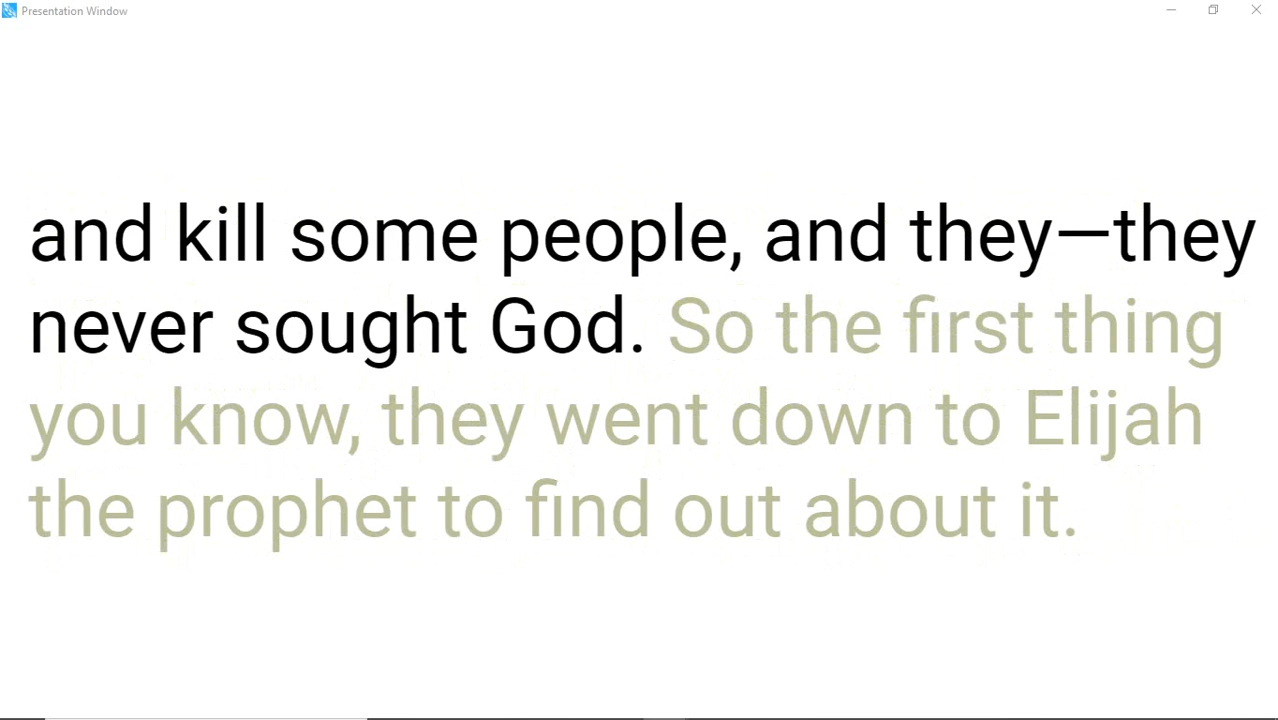 Presentation Window
and kill some people, and they—they
never sought God. So the first thing
you know, they went down to Elijah
the prophet to find out about it.